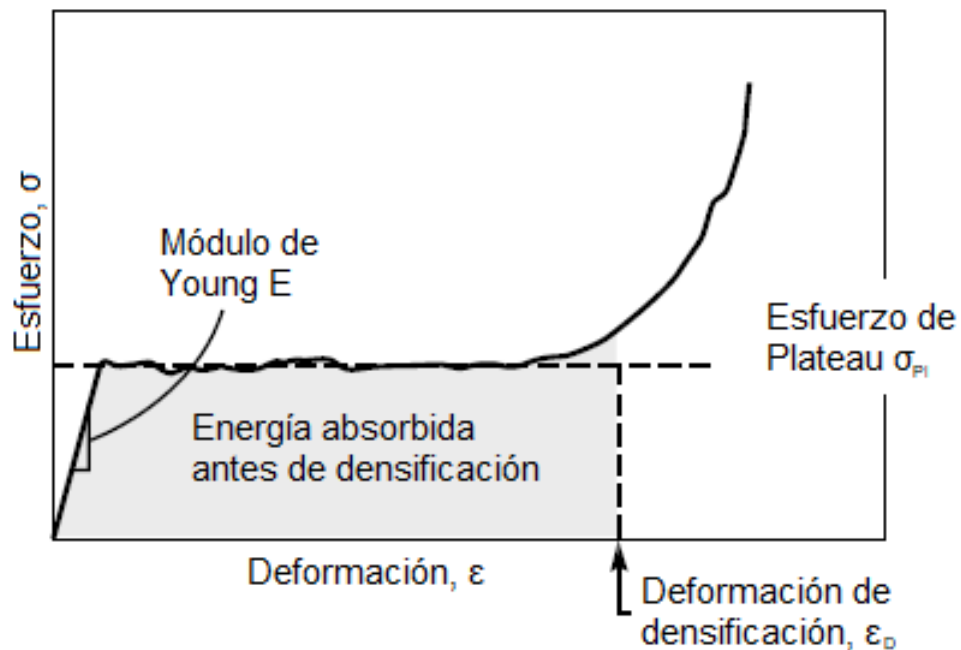 Esfuerzo, σ
Módulo de
Young E
Esfuerzo de
Plateau σPl
Energía absorbida
antes de densificación
Deformación, ε
Deformación de
densificación, εD